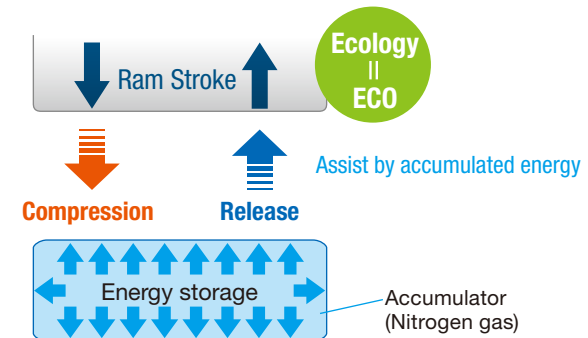 Ecology
=
ECO
Ram Stroke
Assist by accumulated energy
Compression
Release
Energy storage
Accumulator
(Nitrogen gas)